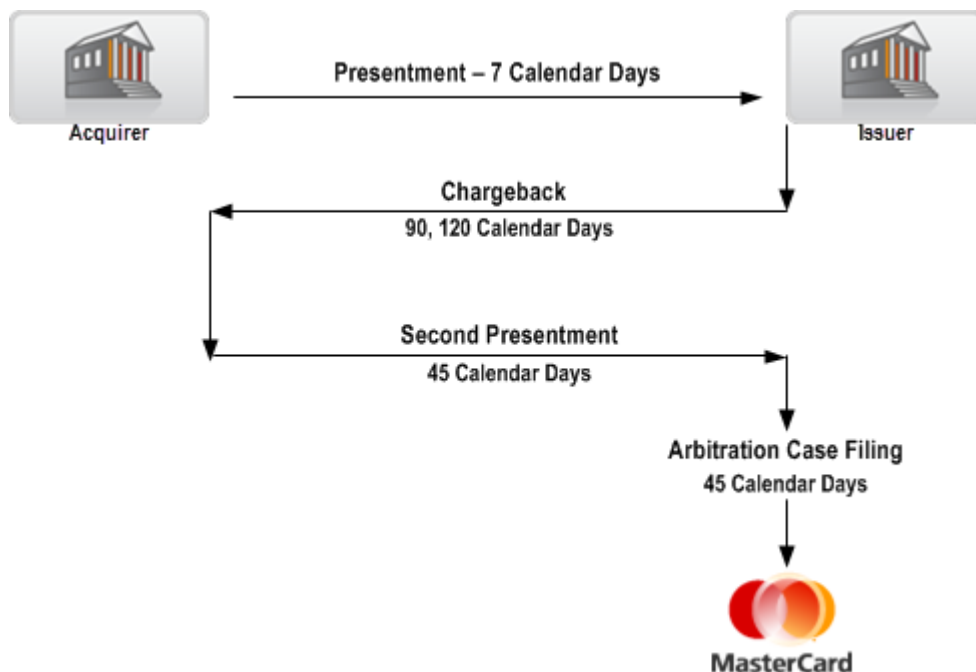 Presentment – 7 Calendar Days
Acquirer
Issuer
Chargeback
90, 120 Calendar Days
Second Presentment
45 Calendar Days
Arbitration Case Filing
45 Calendar Days
MasterCard